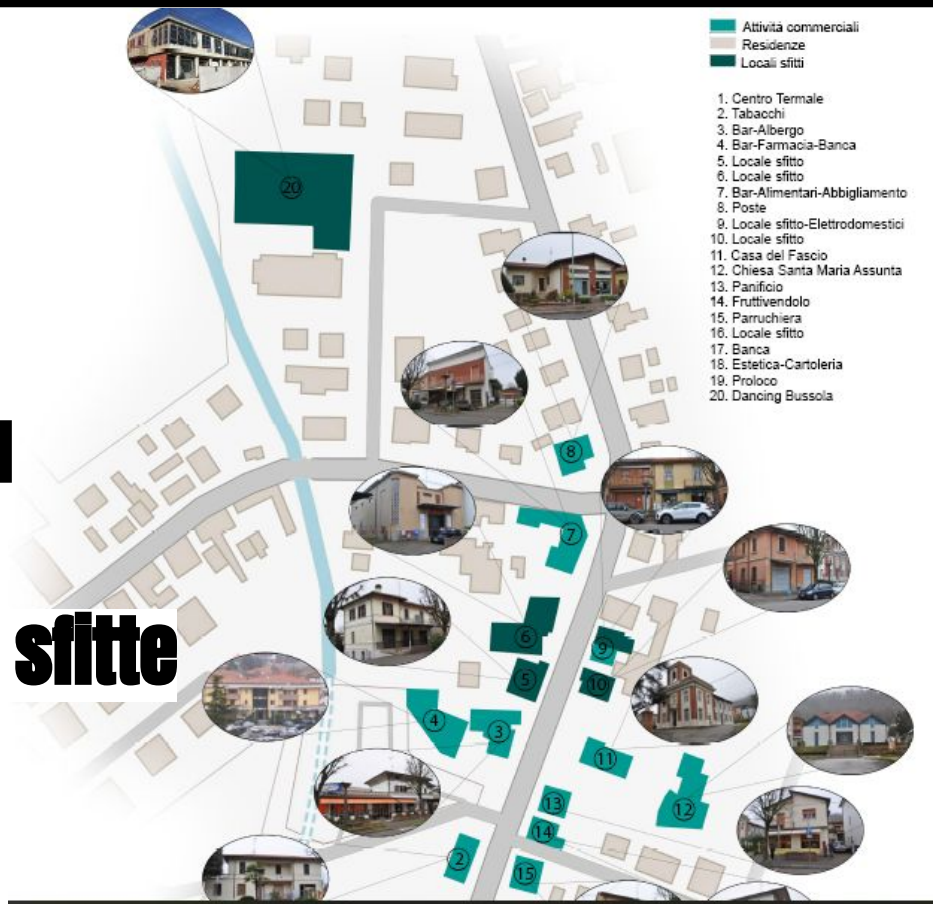 Attività commerciali
Residenze
Locali sfitti
1. Centro Termale
2. Tabacchi
3. Bar-Albergo
4. Bar-Farmacia-Banca
5. Locale sfitto
6. Locale sfitto
7. Bar-Alimentari-Abbigliamento
8. Poste
9. Locale sfitto-Elettrodomestici
10. Locale sfitto
11. Casa del Fascio
12. Chiesa Santa Maria Assunta
13. Panificio
14. Fruttivendolo
15. Parruchiera
16. Locale sfitto
17. Banca
18. Estetica-Cartoleria
19. Proloco
20. Dancing Bussola
20
8
7
6
9
5
10
sfitte
4
3
11
13
12
14
2
15